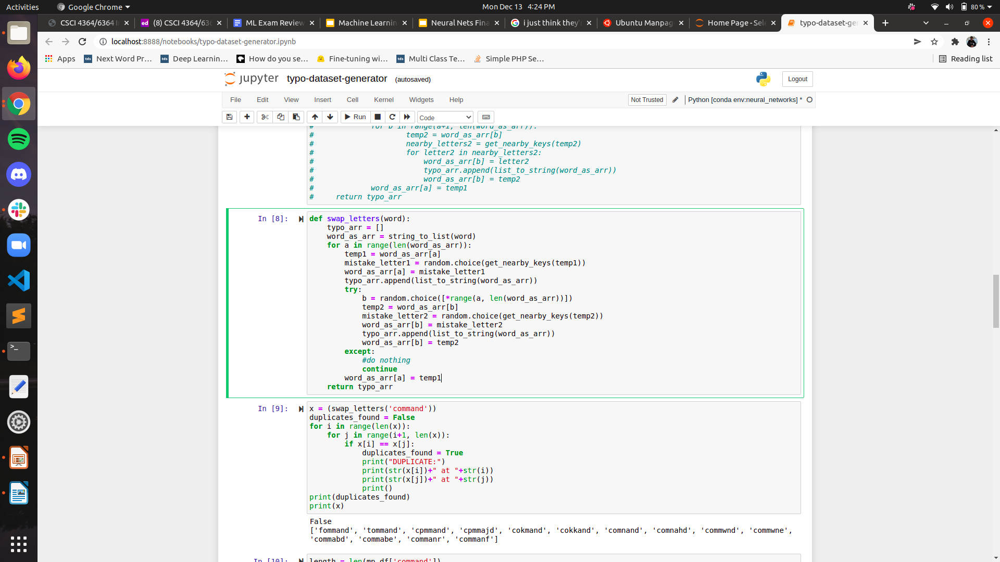 Activities
Google Chrome
Mon Dec 13 4:24 PM
80 %
CSCI 4364/6364 I
(8) CSCI 4364/636
ML Exam Review
Machine Learnin
Neural Nets Fina
i just think they'
Ubuntu Manpag
Home Page - Sele
typo-dataset-gen
localhost:8888/notebooks/typo-dataset-generator.ipynb
Apps
Next Word Pr...
Deep Learnin...
How do you se...
Fine-tuning wi...
Multi Class Te...
Simple PHP Se...
Reading list
jupyter typo-dataset-generator (autosaved)
Logout
File Edit View Insert Cell Kernel Widgets Help
Not Trusted
Python [conda env:neural_networks] *
Run
Code
#             for b in range(a+1, len(word_as_arr)):
#                     temp2 = word_as_arr[b]
#                     nearby_letters2 = get_nearby_keys(temp2)
#                     for letter2 in nearby_letters2:
#                         word_as_arr[b] = letter2
#                         typo_arr.append(list_to_string(word_as_arr))
#                         word_as_arr[b] = temp2
#             word_as_arr[a] = temp1
#     return typo_arr
In [8]:
def swap_letters(word):
    typo_arr = []
    word_as_arr = string_to_list(word)
    for a in range(len(word_as_arr)):
        temp1 = word_as_arr[a]
        mistake_letter1 = random.choice(get_nearby_keys(temp1))
        word_as_arr[a] = mistake_letter1
        typo_arr.append(list_to_string(word_as_arr))
        try:
            b = random.choice([*range(a, len(word_as_arr))])
            temp2 = word_as_arr[b]
            mistake_letter2 = random.choice(get_nearby_keys(temp2))
            word_as_arr[b] = mistake_letter2
            typo_arr.append(list_to_string(word_as_arr))
            word_as_arr[b] = temp2
        except:
            #do nothing
            continue
        word_as_arr[a] = temp1
    return typo_arr
In [9]:
x = (swap_letters('command'))
duplicates_found = False
for i in range(len(x)):
    for j in range(i+1, len(x)):
        if x[i] == x[j]:
            duplicates_found = True
            print("DUPLICATE:")
            print(str(x[i])+" at "+str(i))
            print(str(x[j])+" at "+str(j))
            print()
print(duplicates_found)
print(x)
False
['fommand', 'tommand', 'cpmmand', 'cpmmajd', 'cokmand', 'cokkand', 'comnand', 'comnahd', 'commwnd', 'commwne',
'commabd', 'commabe', 'commanr', 'commanf']
In [10]:
length = len(mp_df['command'])